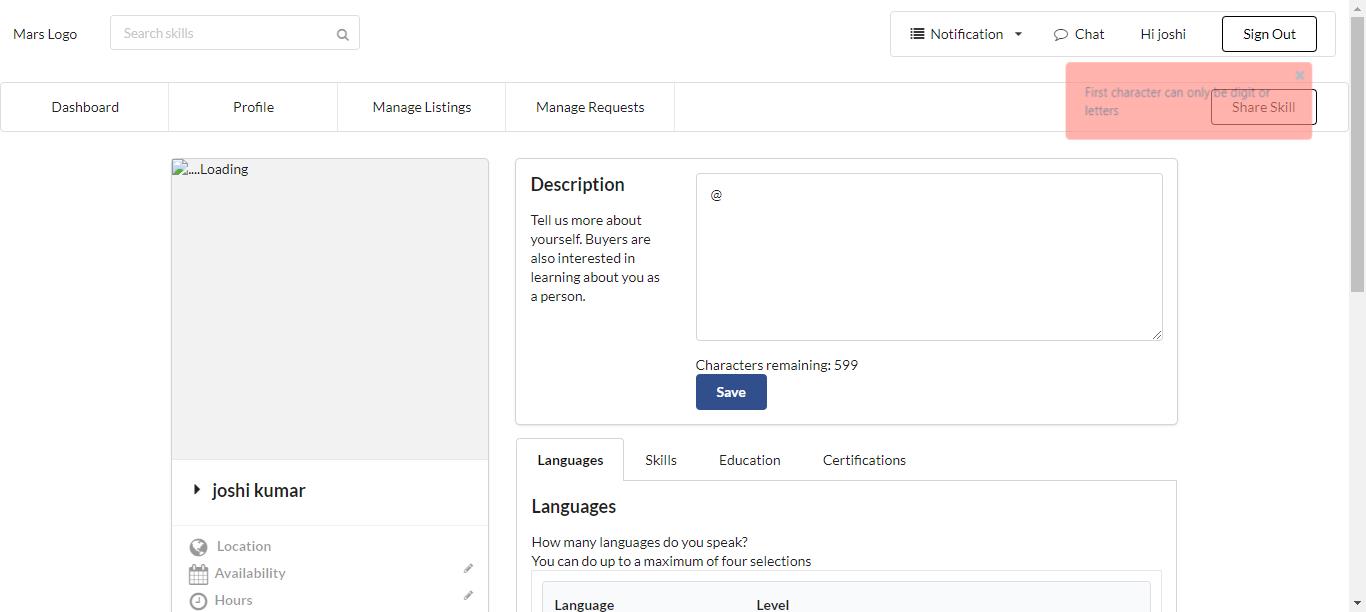 Mars Logo
Search skills
Notification
Chat
Hi joshi
Sign Out
Dashboard
Profile
Manage Listings
Manage Requests
First character can only be digit or
letters
Share Skill
....Loading
Description
Tell us more about
yourself. Buyers are
also interested in
learning about you as
a person.
@
Characters remaining: 599
Save
joshi kumar
Location
Availability
Hours
Languages
Skills
Education
Certifications
Languages
How many languages do you speak?
You can do up to a maximum of four selections
Language
Level